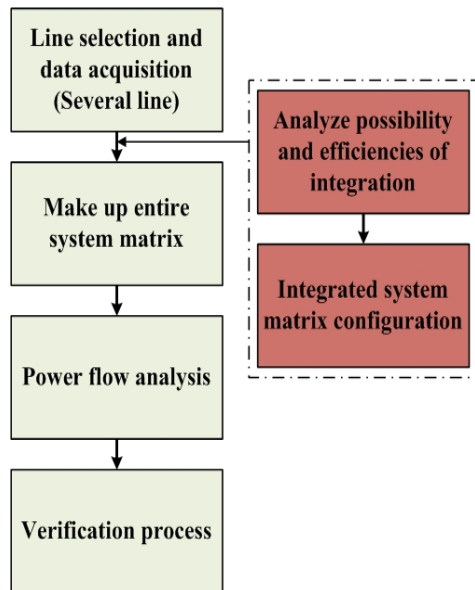 Line selection and
data acquisition
(Several line)
Make up entire
system matrix
Power flow analysis
Verification process
Analyze possibility
and efficiencies of
integration
Integrated system
matrix configuration